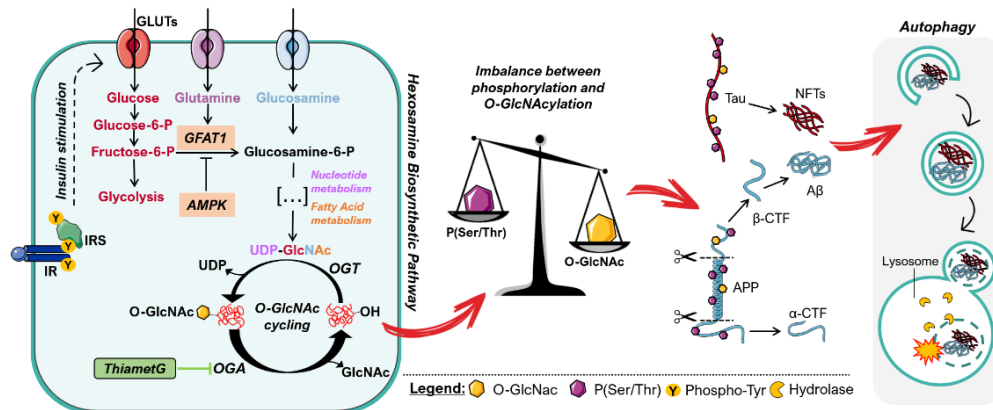 GLUTs
Insulin stimulation
Glucose
Glutamine
Glucosamine
Glucose-6-P
GFAT1
Fructose-6-P
Glucosamine-6-P
Glycolysis
AMPK
[...]
Nucleotide
metabolism
Fatty Acid
metabolism
Y
IRS
Y
IR
Y
UDP-GlcNAc
UDP
OGT
O-GlcNAc
O-GlcNAc
cycling
OH
ThiametG
OGA
GlcNAc
Hexosamine Biosynthetic Pathway
Imbalance between
phosphorylation and
O-GlcNAcylation
P(Ser/Thr)
O-GlcNAc
Tau
NFTs
Aβ
β-CTF
APP
α-CTF
Autophagy
Lysosome
Legend:
O-GlcNac
P(Ser/Thr)
Y
Phospho-Tyr
Hydrolase